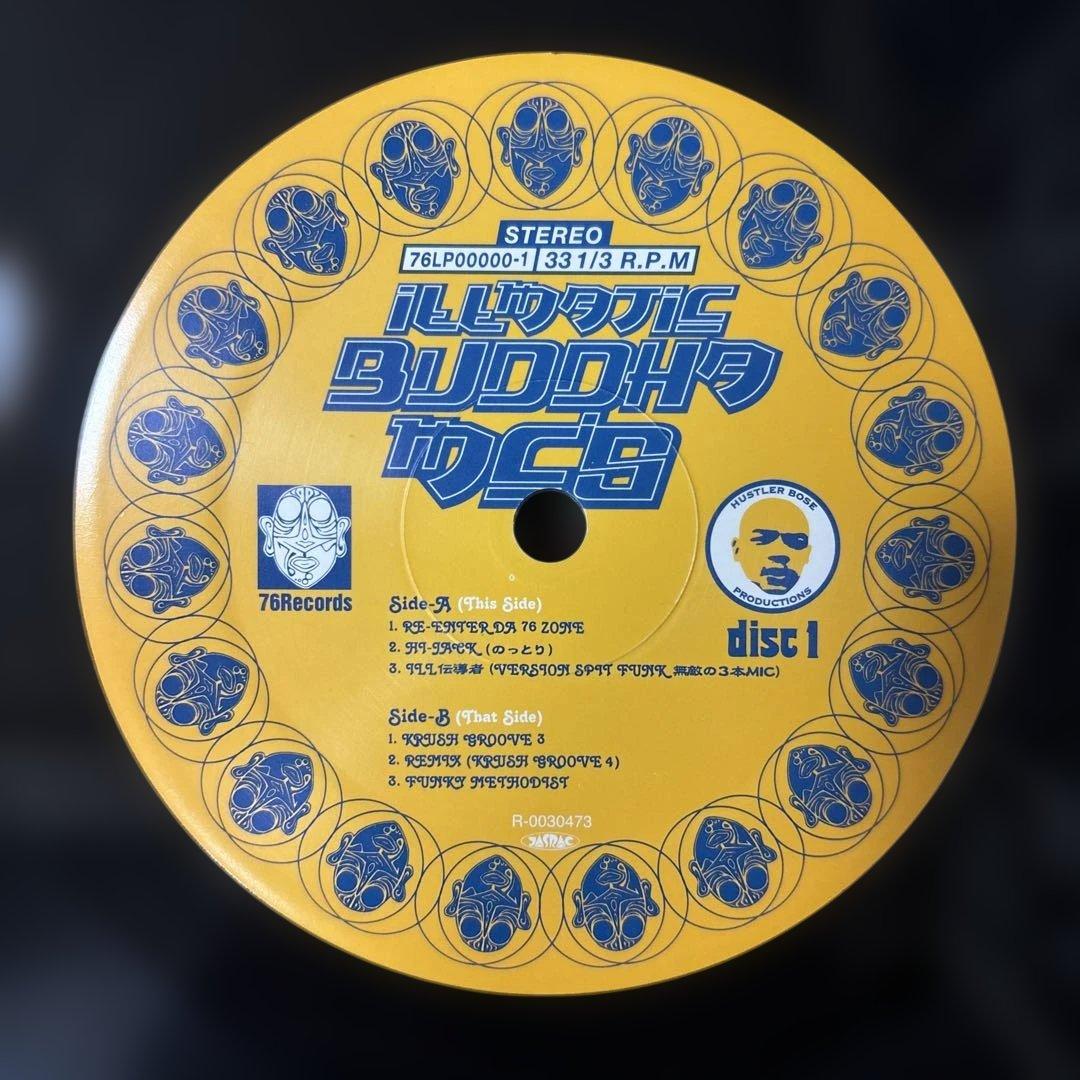 STEREO
76LP00000-1 33 1/3 R.P.M
ILLMATIC
BUDDHA
MC'S
HUSTLER BOSE
PRODUCTIONS
76Records
disc 1
Side-A (This Side)
1. RE-ENTER DA 76 ZONE
2. HI-JACK (のっとり)
3. ILL伝導者 (VERSION SPIT FUNK 無敵の3本MIC)
Side-B (That Side)
1. KRUSH GROOVE 3
2. REMIX (KRUSH GROOVE 4)
3. FUNKY METHODIST
R-0030473
JASRAC